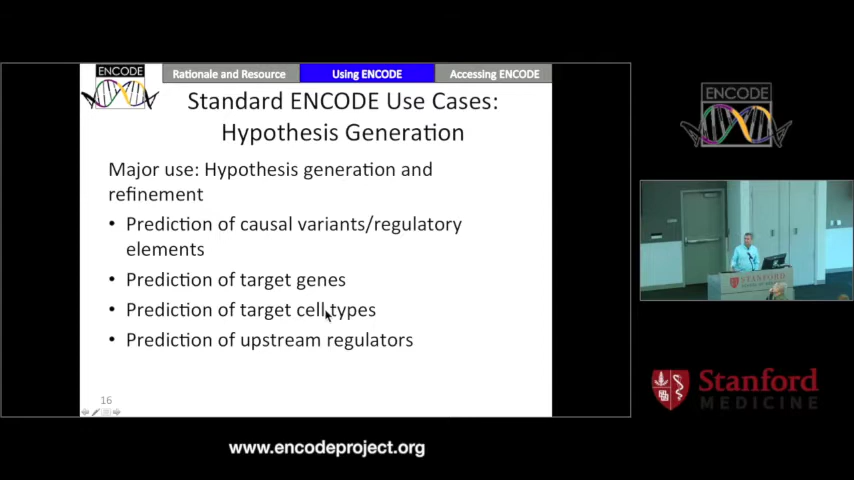 ENCODE
Rationale and Resource
Using ENCODE
Accessing ENCODE
Standard ENCODE Use Cases:
Hypothesis Generation
Major use: Hypothesis generation and
refinement
• Prediction of causal variants/regulatory
elements
• Prediction of target genes
• Prediction of target cell types
• Prediction of upstream regulators
16
ENCODE
STANFORD
Stanford
MEDICINE
www.encodeproject.org